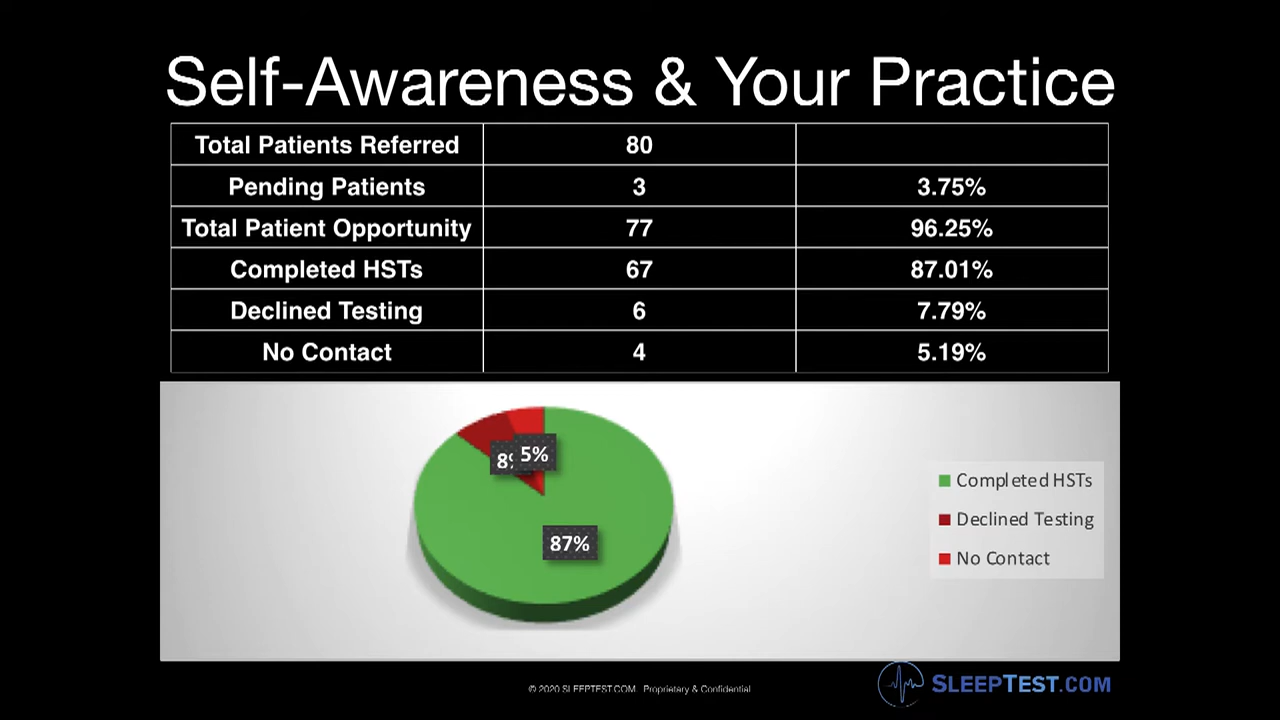 Self-Awareness & Your Practice
Total Patients Referred 80
Pending Patients 3 3.75%
Total Patient Opportunity 77 96.25%
Completed HSTs 67 87.01%
Declined Testing 6 7.79%
No Contact 4 5.19%
8% 5%
87%
Completed HSTs
Declined Testing
No Contact
© 2020 SLEEPTEST.COM Proprietary & Confidential
SLEEPTEST.COM